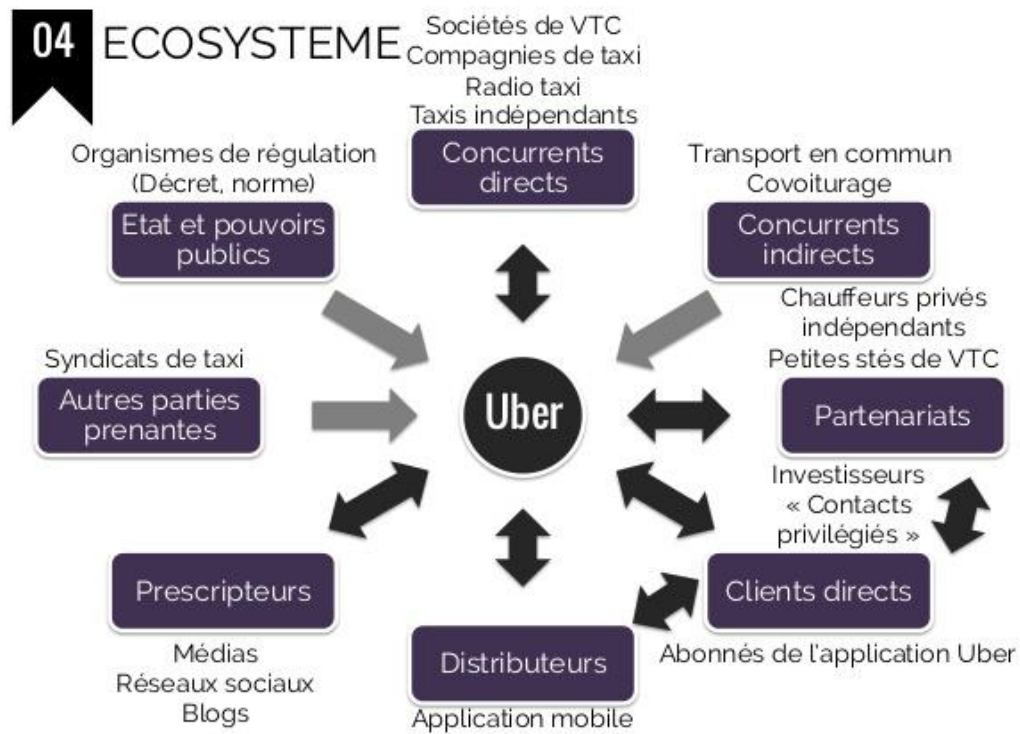 04
ECOSYSTEME
Sociétés de VTC
Compagnies de taxi
Radio taxi
Taxis indépendants
Concurrents
directs
Organismes de régulation
(Décret, norme)
Etat et pouvoirs
publics
Transport en commun
Covoiturage
Concurrents
indirects
Chauffeurs privés
indépendants
Petites stés de VTC
Partenariats
Syndicats de taxi
Autres parties
prenantes
Uber
Investisseurs
« Contacts
privilégiés »
Clients directs
Abonnés de l'application Uber
Prescripteurs
Médias
Réseaux sociaux
Blogs
Distributeurs
Application mobile